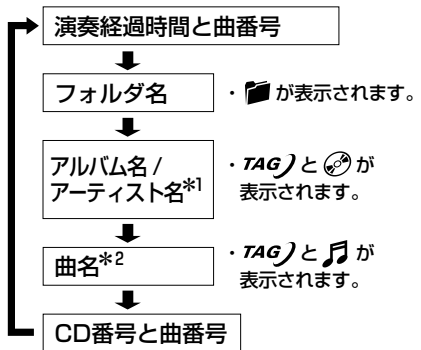 演奏経過時間と曲番号
フォルダ名
・ が表示されます。
アルバム名 /
アーティスト名*1
・TAG と が
表示されます。
曲名*2
・TAG と が
表示されます。
CD番号と曲番号